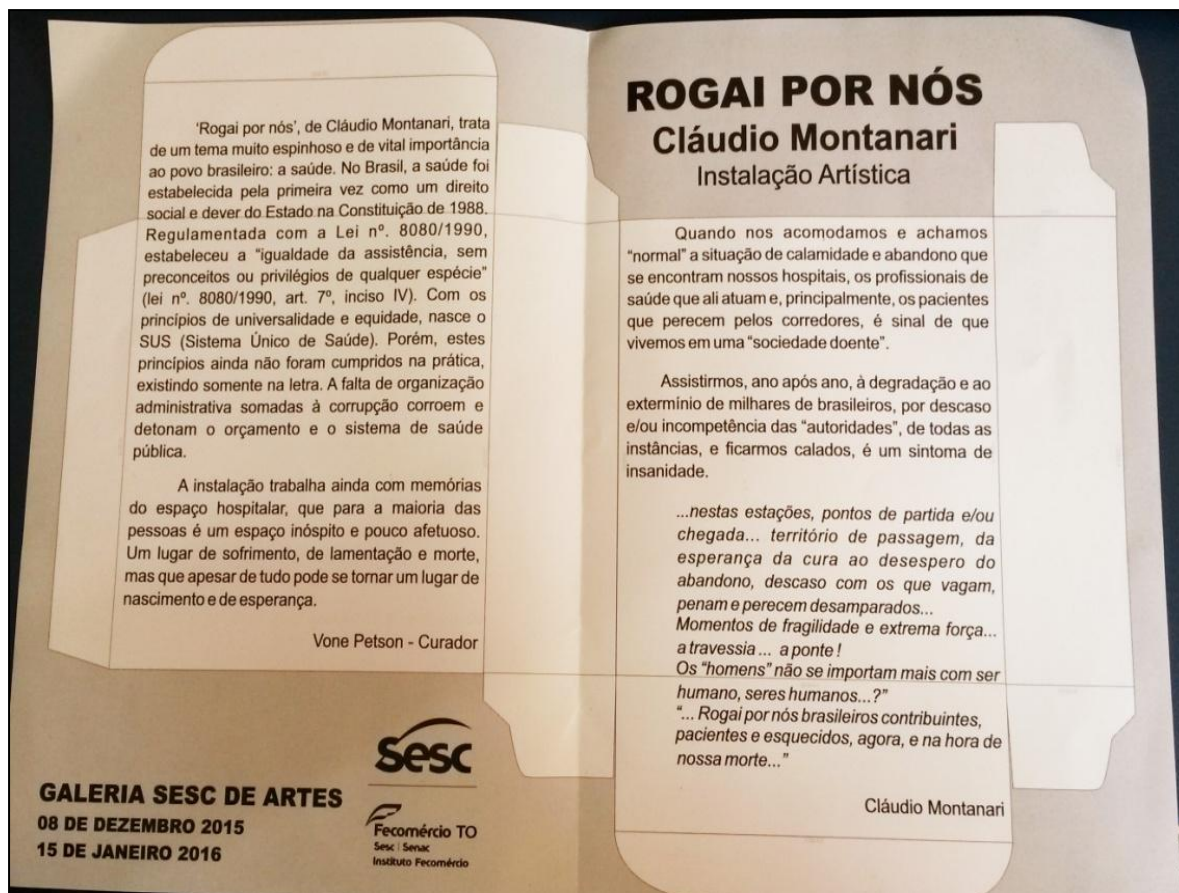 'Rogai por nós', de Cláudio Montanari, trata
de um tema muito espinhoso e de vital importância
ao povo brasileiro: a saúde. No Brasil, a saúde foi
estabelecida pela primeira vez como um direito
social e dever do Estado na Constituição de 1988.
Regulamentada com a Lei nº. 8080/1990,
estabeleceu a “igualdade da assistência, sem
preconceitos ou privilégios de qualquer espécie”
(lei nº. 8080/1990, art. 7º, inciso IV). Com os
princípios de universalidade e equidade, nasce o
SUS (Sistema Único de Saúde). Porém, estes
princípios ainda não foram cumpridos na prática,
existindo somente na letra. A falta de organização
administrativa somadas à corrupção corroem e
detonam o orçamento e o sistema de saúde
pública.
A instalação trabalha ainda com memórias
do espaço hospitalar, que para a maioria das
pessoas é um espaço inóspito e pouco afetuoso.
Um lugar de sofrimento, de lamentação e morte,
mas que apesar de tudo pode se tornar um lugar de
nascimento e de esperança.
Vone Petson - Curador
Sesc
GALERIA SESC DE ARTES
08 DE DEZEMBRO 2015
15 DE JANEIRO 2016
Fecomércio TO
Sesc | Senac
Instituto Fecomércio
ROGAI POR NÓS
Cláudio Montanari
Instalação Artística
Quando nos acomodamos e achamos
“normal” a situação de calamidade e abandono que
se encontram nossos hospitais, os profissionais de
saúde que ali atuam e, principalmente, os pacientes
que perecem pelos corredores, é sinal de que
vivemos em uma “sociedade doente”.
Assistirmos, ano após ano, à degradação e ao
extermínio de milhares de brasileiros, por descaso
e/ou incompetência das “autoridades”, de todas as
instâncias, e ficarmos calados, é um sintoma de
insanidade.
...nestas estações, pontos de partida e/ou
chegada... território de passagem, da
esperança da cura ao desespero do
abandono, descaso com os que vagam,
penam e perecem desamparados...
Momentos de fragilidade e extrema força...
a travessia ... a ponte !
Os “homens” não se importam mais com ser
humano, seres humanos...?”
“... Rogai por nós brasileiros contribuintes,
pacientes e esquecidos, agora, e na hora de
nossa morte...”
Cláudio Montanari